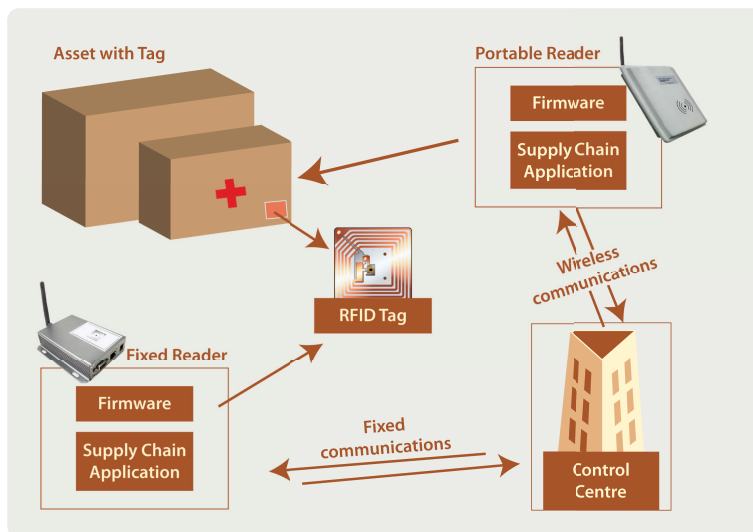 Asset with Tag
Portable Reader
Firmware
Supply Chain
Application
Wireless
communications
RFID Tag
Fixed Reader
Firmware
Supply Chain
Application
Fixed
communications
Control
Centre